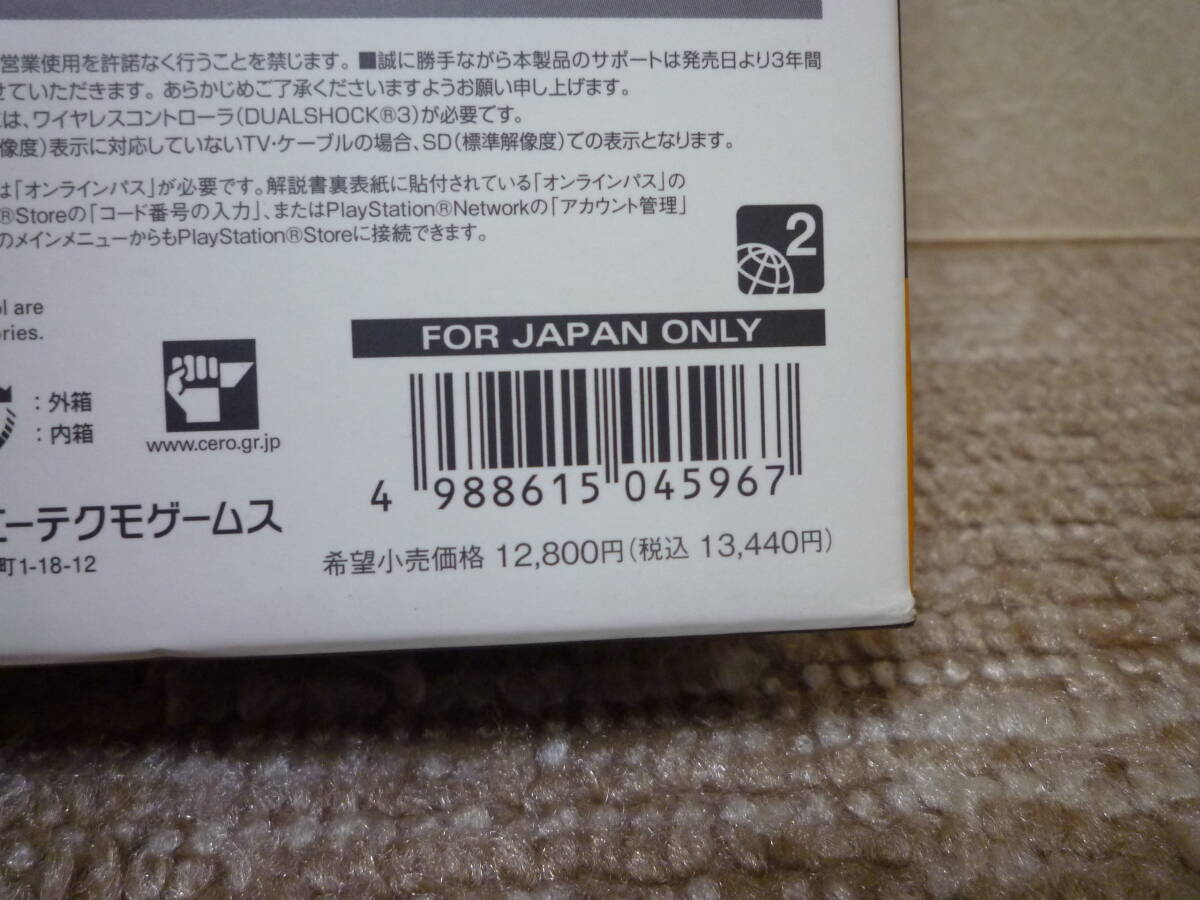 営業使用を許諾なく行うことを禁じます。■誠に勝手ながら本製品のサポートは発売日より3年間
せていただきます。あらかじめご了承くださいますようお願い申し上げます。
は、ワイヤレスコントローラ(DUALSHOCK®3)が必要です。
像度)表示に対応していないTV・ケーブルの場合、SD(標準解像度)での表示となります。
は「オンラインパス」が必要です。解説書裏表紙に貼付されている「オンラインパス」の
®Storeの「コード番号の入力」、またはPlayStation®Networkの「アカウント管理」
のメインメニューからもPlayStation®Storeに接続できます。
2
ol are
ories.
FOR JAPAN ONLY
：外箱
：内箱
www.cero.gr.jp
4 988615 045967
エーテクモゲームス
町1-18-12
希望小売価格 12,800円(税込 13,440円)